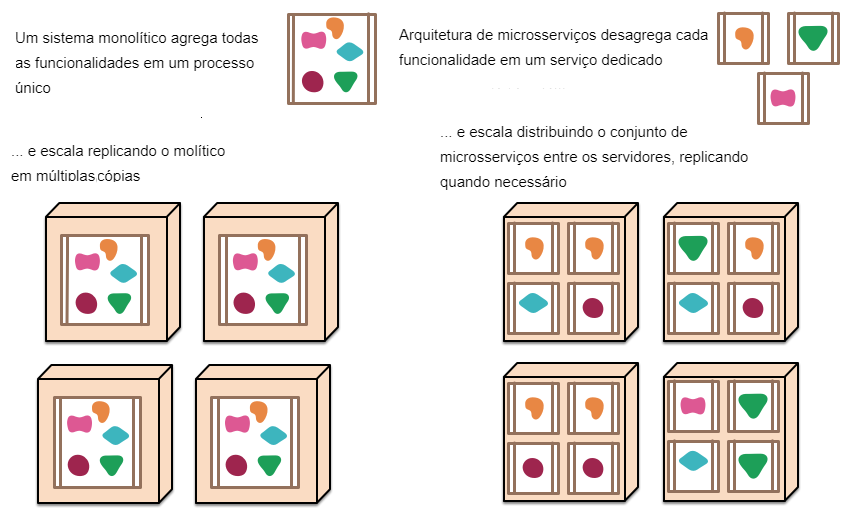 Um sistema monolítico agrega todas
as funcionalidades em um processo
único
... e escala replicando o molítico
em múltiplas cópias
Arquitetura de microsserviços desagrega cada
funcionalidade em um serviço dedicado
... e escala distribuindo o conjunto de
microsserviços entre os servidores, replicando
quando necessário